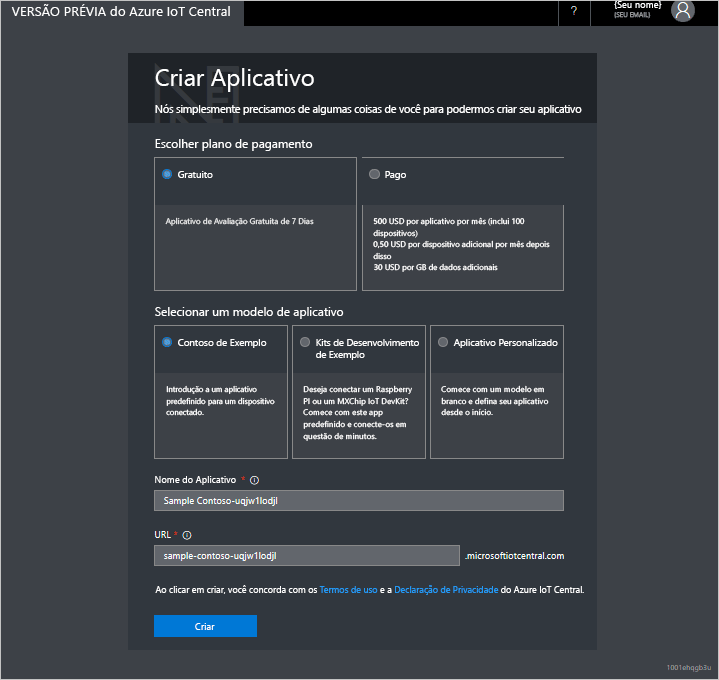 VERSÃO PRÉVIA do Azure IoT Central
?
{Seu nome}
{SEU EMAIL}
Criar Aplicativo
Nós simplesmente precisamos de algumas coisas de você para podermos criar seu aplicativo
Escolher plano de pagamento
Gratuito
Aplicativo de Avaliação Gratuita de 7 Dias
Pago
500 USD por aplicativo por mês (inclui 100
dispositivos)
0,50 USD por dispositivo adicional por mês depois
disso
30 USD por GB de dados adicionais
Selecionar um modelo de aplicativo
Contoso de Exemplo
Introdução a um aplicativo
predefinido para um dispositivo
conectado.
Kits de Desenvolvimento
de Exemplo
Deseja conectar um Raspberry
PI ou um MXChip IoT DevKit?
Comece com este app
predefinido e conecte-os em
questão de minutos.
Aplicativo Personalizado
Comece com um modelo em
branco e defina seu aplicativo
desde o início.
Nome do Aplicativo *
Sample Contoso-uqjw1lodjl
URL *
sample-contoso-uqjw1lodjl
.microsoftiotcentral.com
Ao clicar em criar, você concorda com os Termos de uso e a Declaração de Privacidade do Azure IoT Central.
Criar
1001ehqgb3u